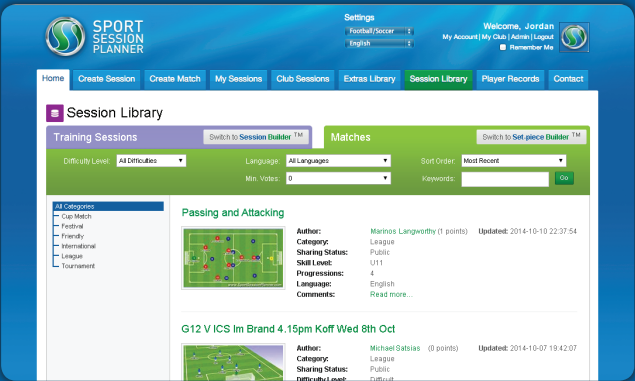 SPORT
SESSION
PLANNER
Settings
Football/Soccer
English
Welcome, Jordan
My Account | My Club | Admin | Logout
Remember Me
Home Create Session Create Match My Sessions Club Sessions Extras Library Session Library Player Records Contact
Session Library
Training Sessions Switch to Session Builder TM Matches Switch to Set-piece Builder TM
Difficulty Level: All Difficulties Language: All Languages Sort Order: Most Recent
Min. Votes: 0 Keywords: Go
All Categories
Cup Match
Festival
Friendly
International
League
Tournament
Passing and Attacking
Author: Marinos Langworthy (1 points) Updated: 2014-10-10 22:37:54
Category: League
Sharing Status: Public
Skill Level: U11
Progressions: 4
Language: English
Comments: Read more...
G12 V ICS Im Brand 4.15pm Koff Wed 8th Oct
Author: Michael Satsias (0 points) Updated: 2014-10-07 19:42:07
Category: League
Sharing Status: Public
Difficulty Level: Difficult